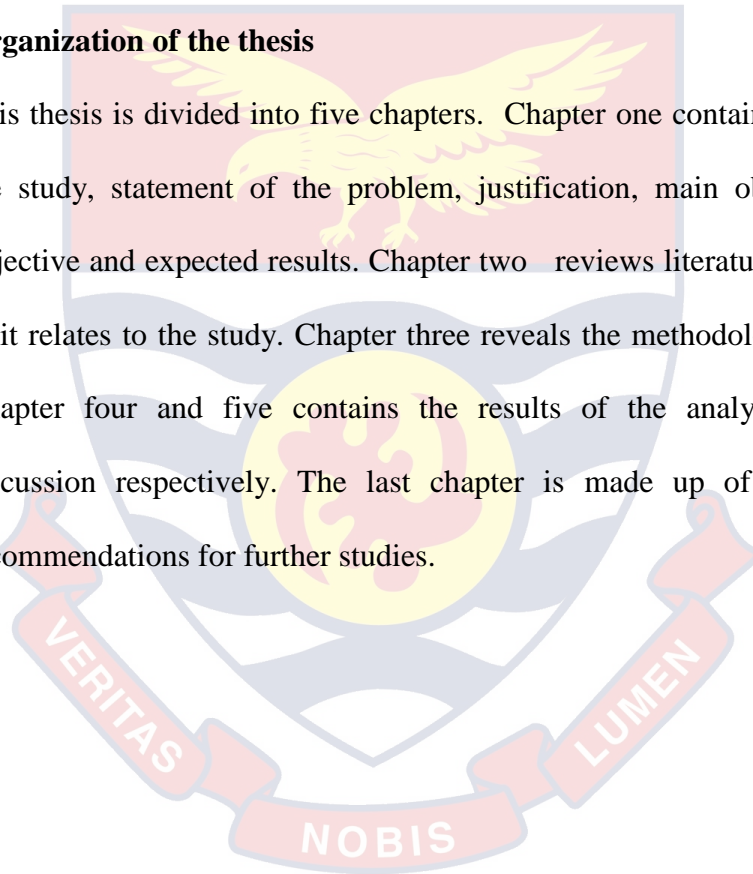 rganization of the thesis
is thesis is divided into five chapters. Chapter one contain
e study, statement of the problem, justification, main ob
jective and expected results. Chapter two reviews literatu
it relates to the study. Chapter three reveals the methodol
apter four and five contains the results of the analy
cussion respectively. The last chapter is made up of
commendations for further studies.
VERITAS
NOBIS
LUMEN